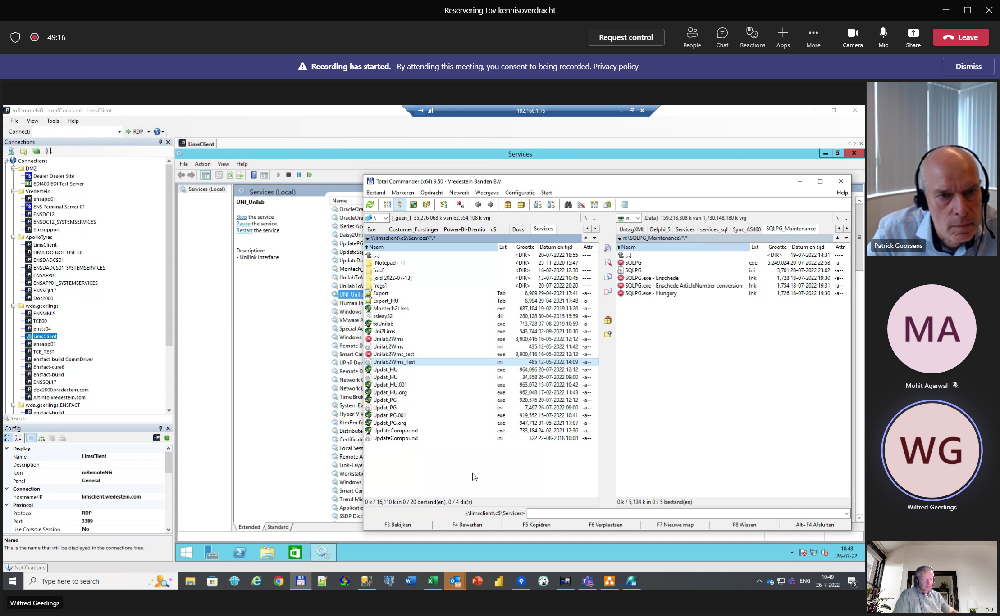 Reservering tbv kennisoverdracht
49:16
Request control
People
Chat
Reactions
Apps
More
Camera
Mic
Share
Leave
Recording has started. By attending this meeting, you consent to being recorded. Privacy policy
Dismiss
mRemoteNG - confCons.xml - LimsClient
192.168.1.75
File View Tools Help
Connect:
RDP
Connections
Connections
DMZ
Dealer Dealer Site
EDI400 EDI Test Server
Vredestein
ensapp01
ENS Terminal Server 01
ENSDC12
ENSDC12_SYSTEMSERVICES
Enssupport
ApolloTyres
LimsClient
DMA DO NOT USE !!!!
ENSDADCS01
ENSDADCS01_SYSTEMSERVICES
ENSAPP01
ENSAPP01_SYSTEMSERVICES
ENSSQL17
Doc2000
wda.geerlings
ENSMMIS
TCE00
ensts04
LimsClient
ensapp01
TCE_TEST
ensfact-build CommDriver
Ensfact-cure6
ensfact-build
ENSSQL17
doc2000.vredestein.com
ArtInfo.vredestein.com
wda.geerlings ENSFACT
ensfact-build
Search
Config
Display
Name LimsClient
Description
Icon mRemoteNG
Panel General
Connection
Hostname/IP limsclient.vredestein.com
Protocol
Protocol RDP
Port 3389
Use Console Session No
Name
This is the name that will be displayed in the connections tree.
Notifications
LimsClient
Services
File Action View Help
Services (Local)
Services (Local)
UNI_Unilab
Stop the service
Pause the service
Restart the service
Description:
- Unilink Interface
Name
OracleOra
OracleOra
iSeries Acc
Daisy2Uni
UpdatePG
UpdateSap
UpdateDa
Montech_
UnilabToW
UnilabToW
UNI_Unila
Human In
Windows
VMware A
Special Ad
Windows
Remote D
Smart Car
UPnP Dev
Remote D
Network C
Network L
Time Brok
System Ev
Hyper-V V
KtmRm fo
Distribute
Certificate
Local Sess
Remote A
Link-Laye
Workstati
Windows
Smart Car
Trend Mic
Applicatio
SSDP Disc
Extended Standard
Total Commander (x64) 9.50 - Vredestein Banden B.V.
Bestand Markeren Opdracht Netwerk Weergave Configuratie Start Help
\ [_geen_] 35,276,068 k van 62,554,108 k vrij \ ..
Exe Customer_Forstinger Power-BI-Dremio c$ Docs Services
\\limsclient\c$\Services\*.*
Naam Ext Grootte Datum en tijd Attr
[..] <DIR> 20-07-2022 18:55 ----
[Notepad++] <DIR> 25-11-2020 15:47 ----
[old] <DIR> 16-02-2022 12:30 ----
[old 2022-07-13] <DIR> 13-07-2022 10:45 ----
[regs] <DIR> 20-07-2022 20:20 ----
Export Tab 8,909 29-04-2021 17:41 -a--
Export_HU Tab 8,994 29-04-2021 17:48 -a--
Montech2Lims exe 687,104 19-02-2019 11:26 -a--
ssleay32 dll 280,128 30-04-2015 15:59 -a--
toUnilab exe 713,728 07-08-2019 10:59 -a--
Uni2Lims exe 543,744 02-09-2021 10:10 -a--
Unilab2Wms exe 3,900,416 16-05-2022 12:12 -a--
Unilab2Wms ini 435 12-05-2022 11:42 -a--
Unilab2Wms_test exe 3,900,416 16-05-2022 12:12 -a--
Unilab2Wms_Test ini 485 12-05-2022 14:09 -a--
Updat_HU exe 964,096 20-07-2022 12:12 -a--
Updat_HU ini 34,858 26-07-2022 09:00 -a--
Updat_HU.001 exe 963,072 15-07-2022 10:42 -a--
Updat_HU.org exe 962,048 17-02-2022 11:43 -a--
Updat_PG exe 920,576 20-07-2022 12:12 -a--
Updat_PG ini 7,497 26-07-2022 09:00 -a--
Updat_PG.001 exe 919,552 15-07-2022 10:41 -a--
Updat_PG.org exe 947,712 31-05-2021 17:07 -a--
UpdateCompound exe 733,184 24-02-2021 12:36 -a--
UpdateCompound ini 322 22-08-2018 10:08 -a--
0 k / 16,110 k in 0 / 20 bestand(en), 0 / 4 dir(s)
n [Data] 159,218,308 k van 1,730,148,180 k vrij \ ..
UntagXML Delphi_5 Services services_sql Sync_AS400 SQLPG_Maintenance
n:\SQLPG_Maintenance\*.*
Naam Ext Grootte Datum en tijd Attr
[..] <DIR> 19-07-2022 14:31 ----
SQLPG exe 5,249,024 20-07-2022 22:58 -a--
SQLPG ini 3,701 20-07-2022 23:02 -a--
SQLPG.exe - Enschede lnk 1,728 18-07-2022 19:30 -a--
SQLPG.exe - Enschede ArticleNumber conversion lnk 1,754 18-07-2022 19:31 -a--
SQLPG.exe - Hungary lnk 1,726 18-07-2022 19:30 -a--
0 k / 5,134 k in 0 / 5 bestand(en)
\\limsclient\c$\Services>
F3 Bekijken F4 Bewerken F5 Kopiëren F6 Verplaatsen F7 Nieuwe map F8 Wissen Alt+F4 Afsluiten
10:48
26-07-22
Type here to search
ENG
10:49
26-7-2022
5
Wilfred Geerlings
Patrick Goossens
MA
Mohit Agarwal
WG
Wilfred Geerlings